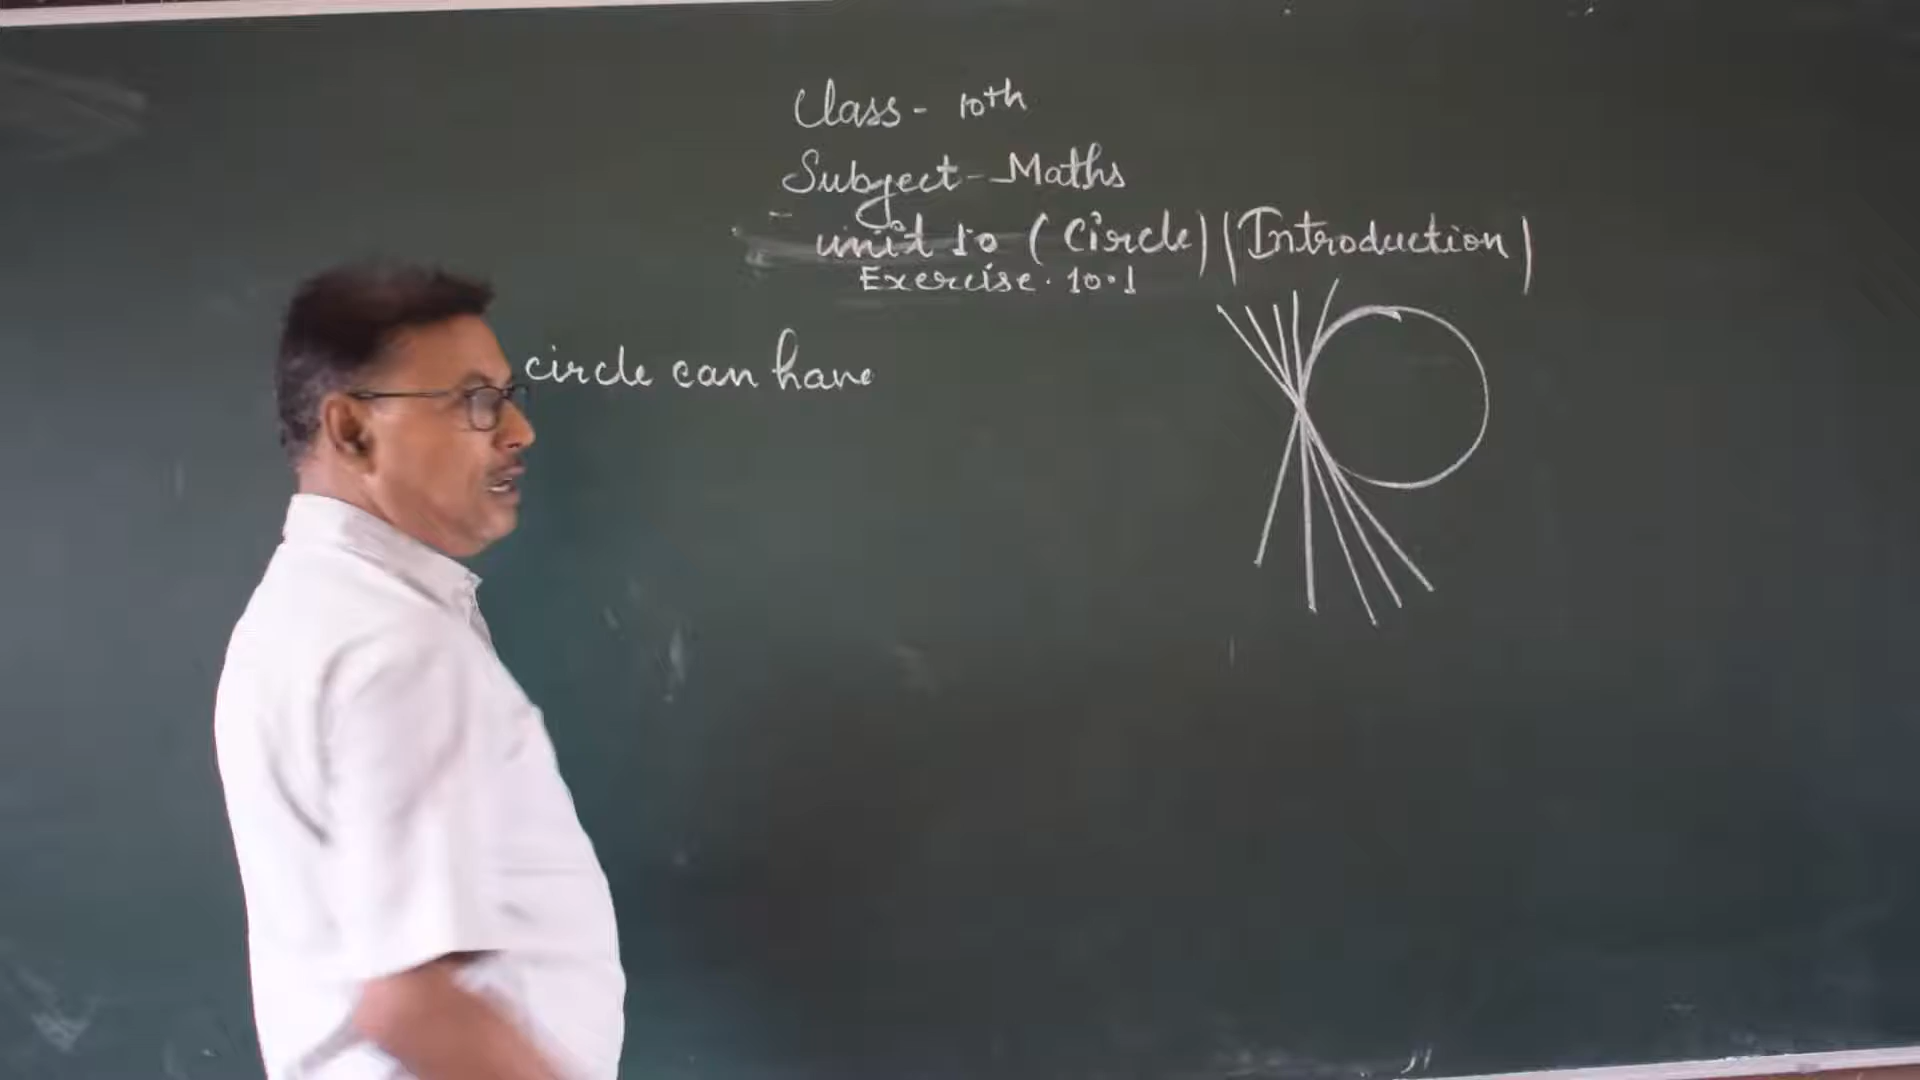 Class - 10th
Subject - Maths
unit 10 (Circle) (Introduction)
Exercise. 10.1
circle can have